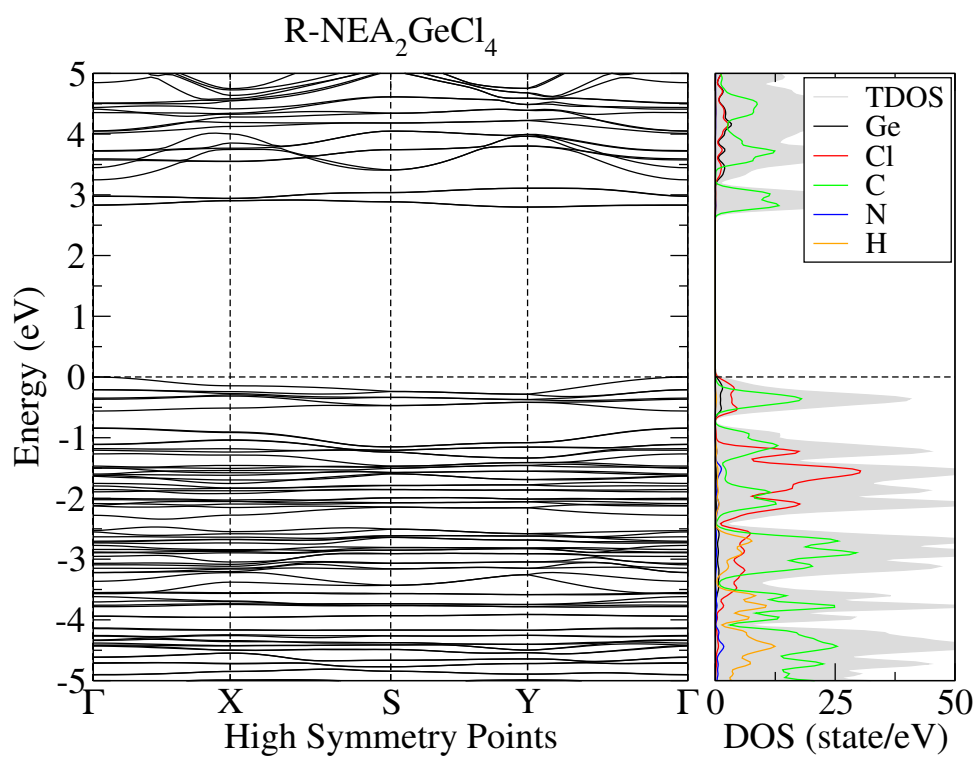 R-NEA₂GeCl₄
Energy (eV)
5
4
3
2
1
0
-1
-2
-3
-4
-5
Γ X S Y Γ
High Symmetry Points
TDOS
Ge
Cl
C
N
H
0 25 50
DOS (state/eV)